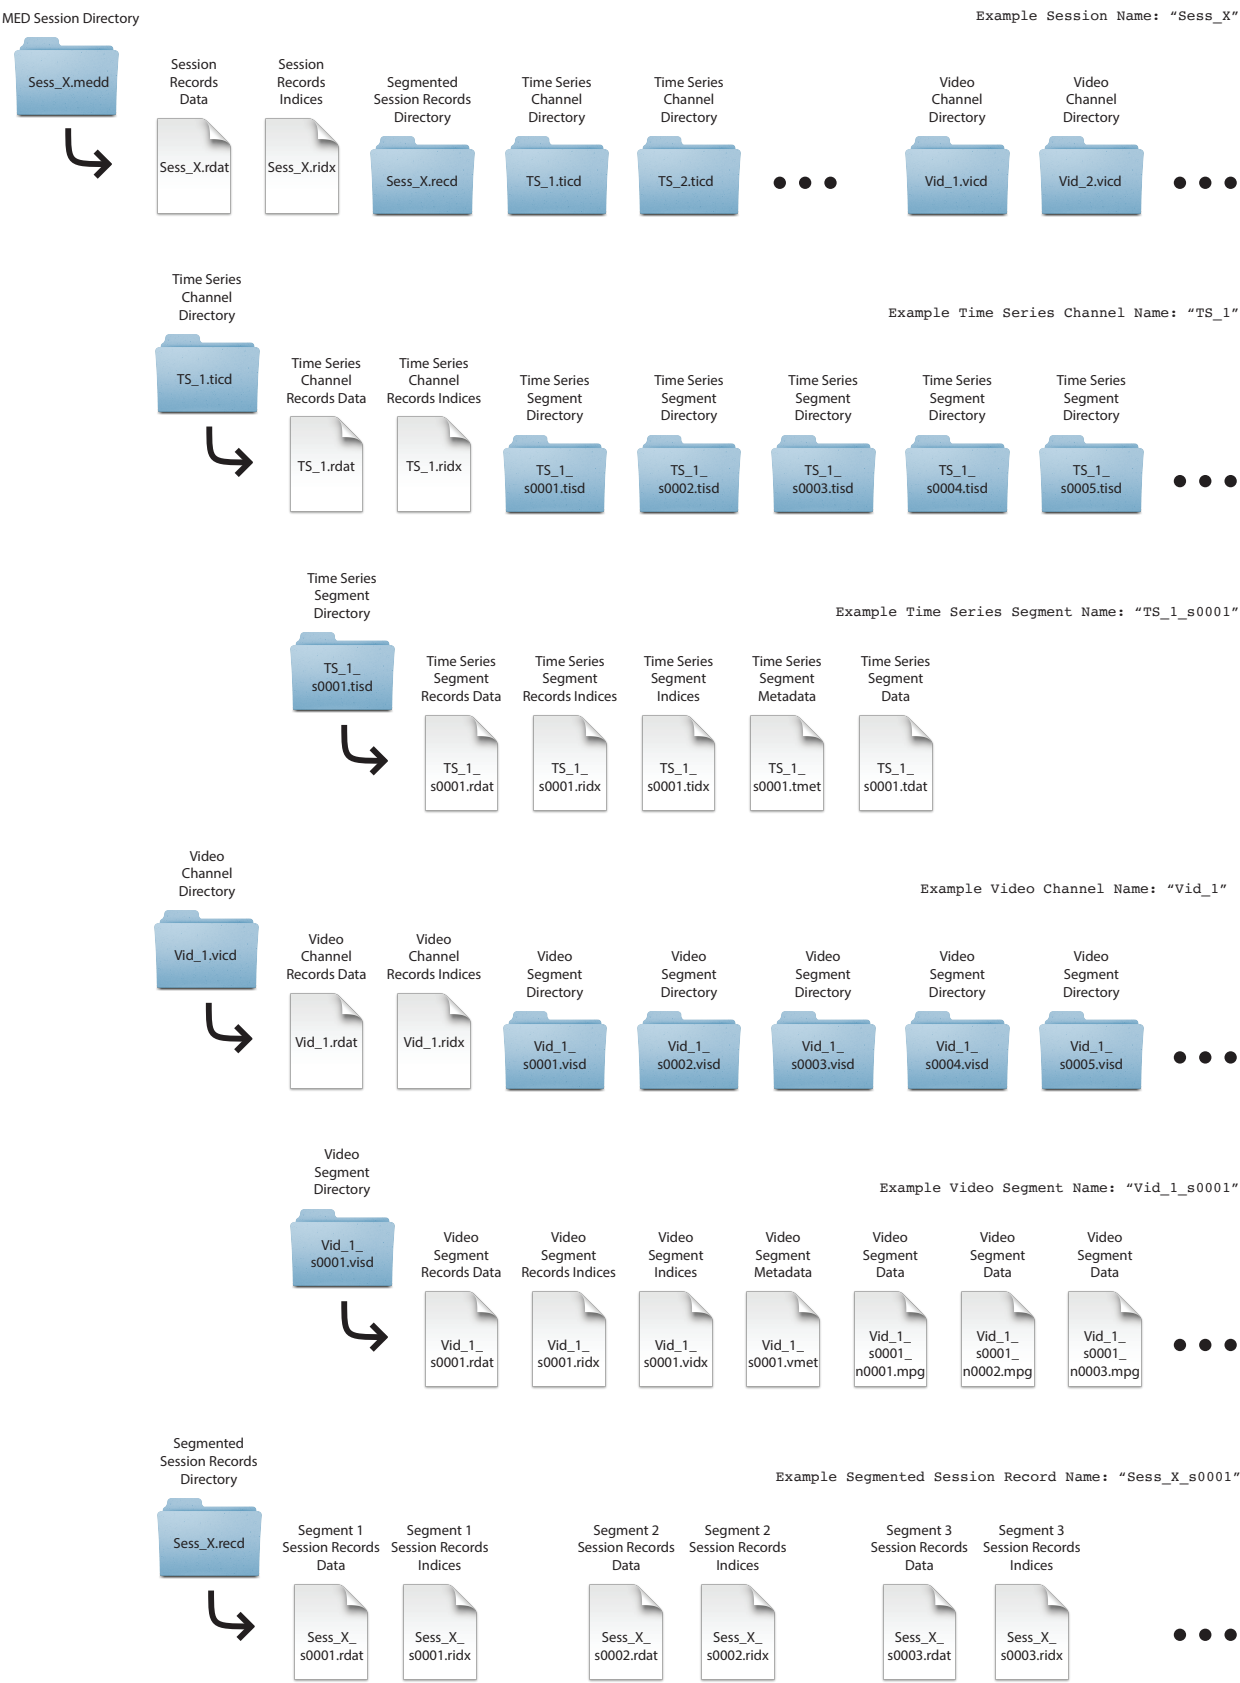 MED Session Directory
Example Session Name: “Sess_X”
Sess_X.medd
Session
Records
Data
Sess_X.rdat
Session
Records
Indices
Sess_X.ridx
Segmented
Session Records
Directory
Sess_X.recd
Time Series
Channel
Directory
TS_1.ticd
Time Series
Channel
Directory
TS_2.ticd
Video
Channel
Directory
Vid_1.vicd
Video
Channel
Directory
Vid_2.vicd
Time Series
Channel
Directory
TS_1.ticd
Example Time Series Channel Name: “TS_1”
Time Series
Channel
Records Data
TS_1.rdat
Time Series
Channel
Records Indices
TS_1.ridx
Time Series
Segment
Directory
TS_1_
s0001.tisd
Time Series
Segment
Directory
TS_1_
s0002.tisd
Time Series
Segment
Directory
TS_1_
s0003.tisd
Time Series
Segment
Directory
TS_1_
s0004.tisd
Time Series
Segment
Directory
TS_1_
s0005.tisd
Time Series
Segment
Directory
TS_1_
s0001.tisd
Example Time Series Segment Name: “TS_1_s0001”
Time Series
Segment
Records Data
TS_1_
s0001.rdat
Time Series
Segment
Records Indices
TS_1_
s0001.ridx
Time Series
Segment
Indices
TS_1_
s0001.tidx
Time Series
Segment
Metadata
TS_1_
s0001.tmet
Time Series
Segment
Data
TS_1_
s0001.tdat
Video
Channel
Directory
Vid_1.vicd
Example Video Channel Name: “Vid_1”
Video
Channel
Records Data
Vid_1.rdat
Video
Channel
Records Indices
Vid_1.ridx
Video
Segment
Directory
Vid_1_
s0001.visd
Video
Segment
Directory
Vid_1_
s0002.visd
Video
Segment
Directory
Vid_1_
s0003.visd
Video
Segment
Directory
Vid_1_
s0004.visd
Video
Segment
Directory
Vid_1_
s0005.visd
Video
Segment
Directory
Vid_1_
s0001.visd
Example Video Segment Name: “Vid_1_s0001”
Video
Segment
Records Data
Vid_1_
s0001.rdat
Video
Segment
Records Indices
Vid_1_
s0001.ridx
Video
Segment
Indices
Vid_1_
s0001.vidx
Video
Segment
Metadata
Vid_1_
s0001.vmet
Video
Segment
Data
Vid_1_
s0001_
n0001.mpg
Video
Segment
Data
Vid_1_
s0001_
n0002.mpg
Video
Segment
Data
Vid_1_
s0001_
n0003.mpg
Segmented
Session Records
Directory
Sess_X.recd
Example Segmented Session Record Name: “Sess_X_s0001”
Segment 1
Session Records
Data
Sess_X_
s0001.rdat
Segment 1
Session Records
Indices
Sess_X_
s0001.ridx
Segment 2
Session Records
Data
Sess_X_
s0002.rdat
Segment 2
Session Records
Indices
Sess_X_
s0002.ridx
Segment 3
Session Records
Data
Sess_X_
s0003.rdat
Segment 3
Session Records
Indices
Sess_X_
s0003.ridx